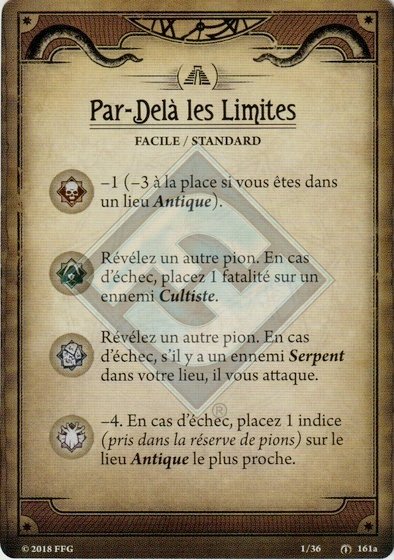 Par-Delà les Limites
FACILE / STANDARD
–1 (–3 à la place si vous êtes dans
un lieu Antique).
Révélez un autre pion. En cas
d'échec, placez 1 fatalité sur un
ennemi Cultiste.
Révélez un autre pion. En cas
d'échec, s'il y a un ennemi Serpent
dans votre lieu, il vous attaque.
–4. En cas d'échec, placez 1 indice
(pris dans la réserve de pions) sur le
lieu Antique le plus proche.
®
© 2018 FFG 1/36 161a